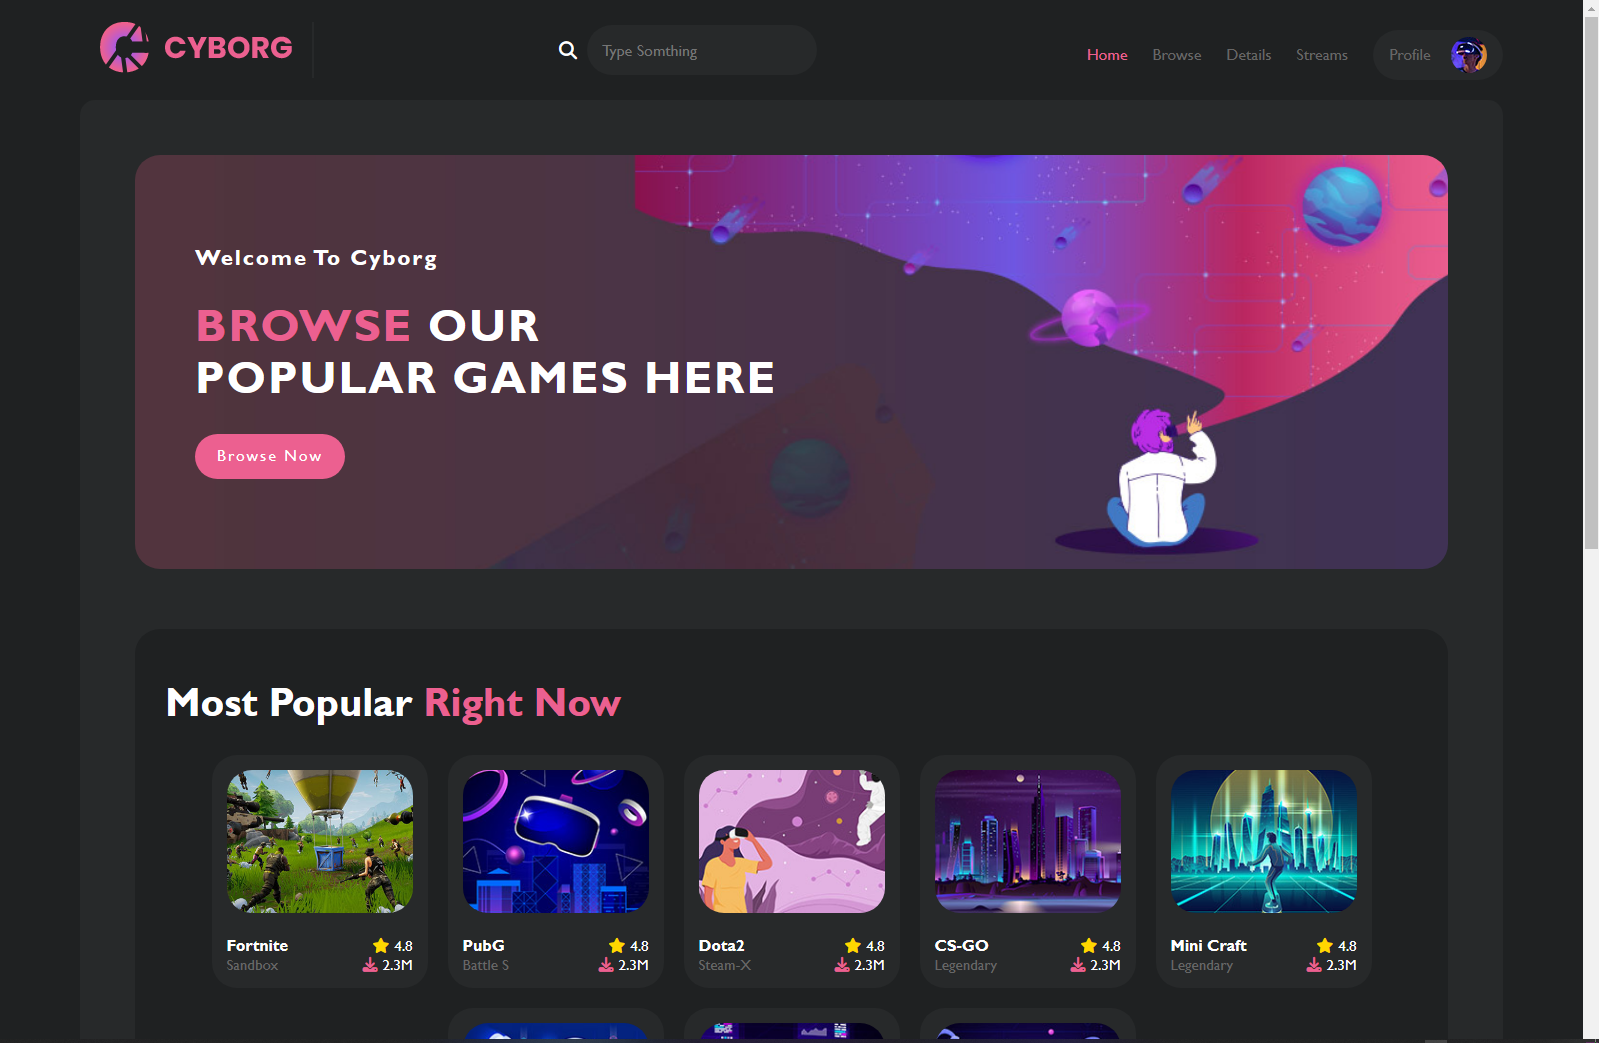 CYBORG
Type Somthing
Home Browse Details Streams Profile
Welcome To Cyborg
BROWSE OUR
POPULAR GAMES HERE
Browse Now
Most Popular Right Now
Fortnite 4.8
Sandbox 2.3M
PubG 4.8
Battle S 2.3M
Dota2 4.8
Steam-X 2.3M
CS-GO 4.8
Legendary 2.3M
Mini Craft 4.8
Legendary 2.3M